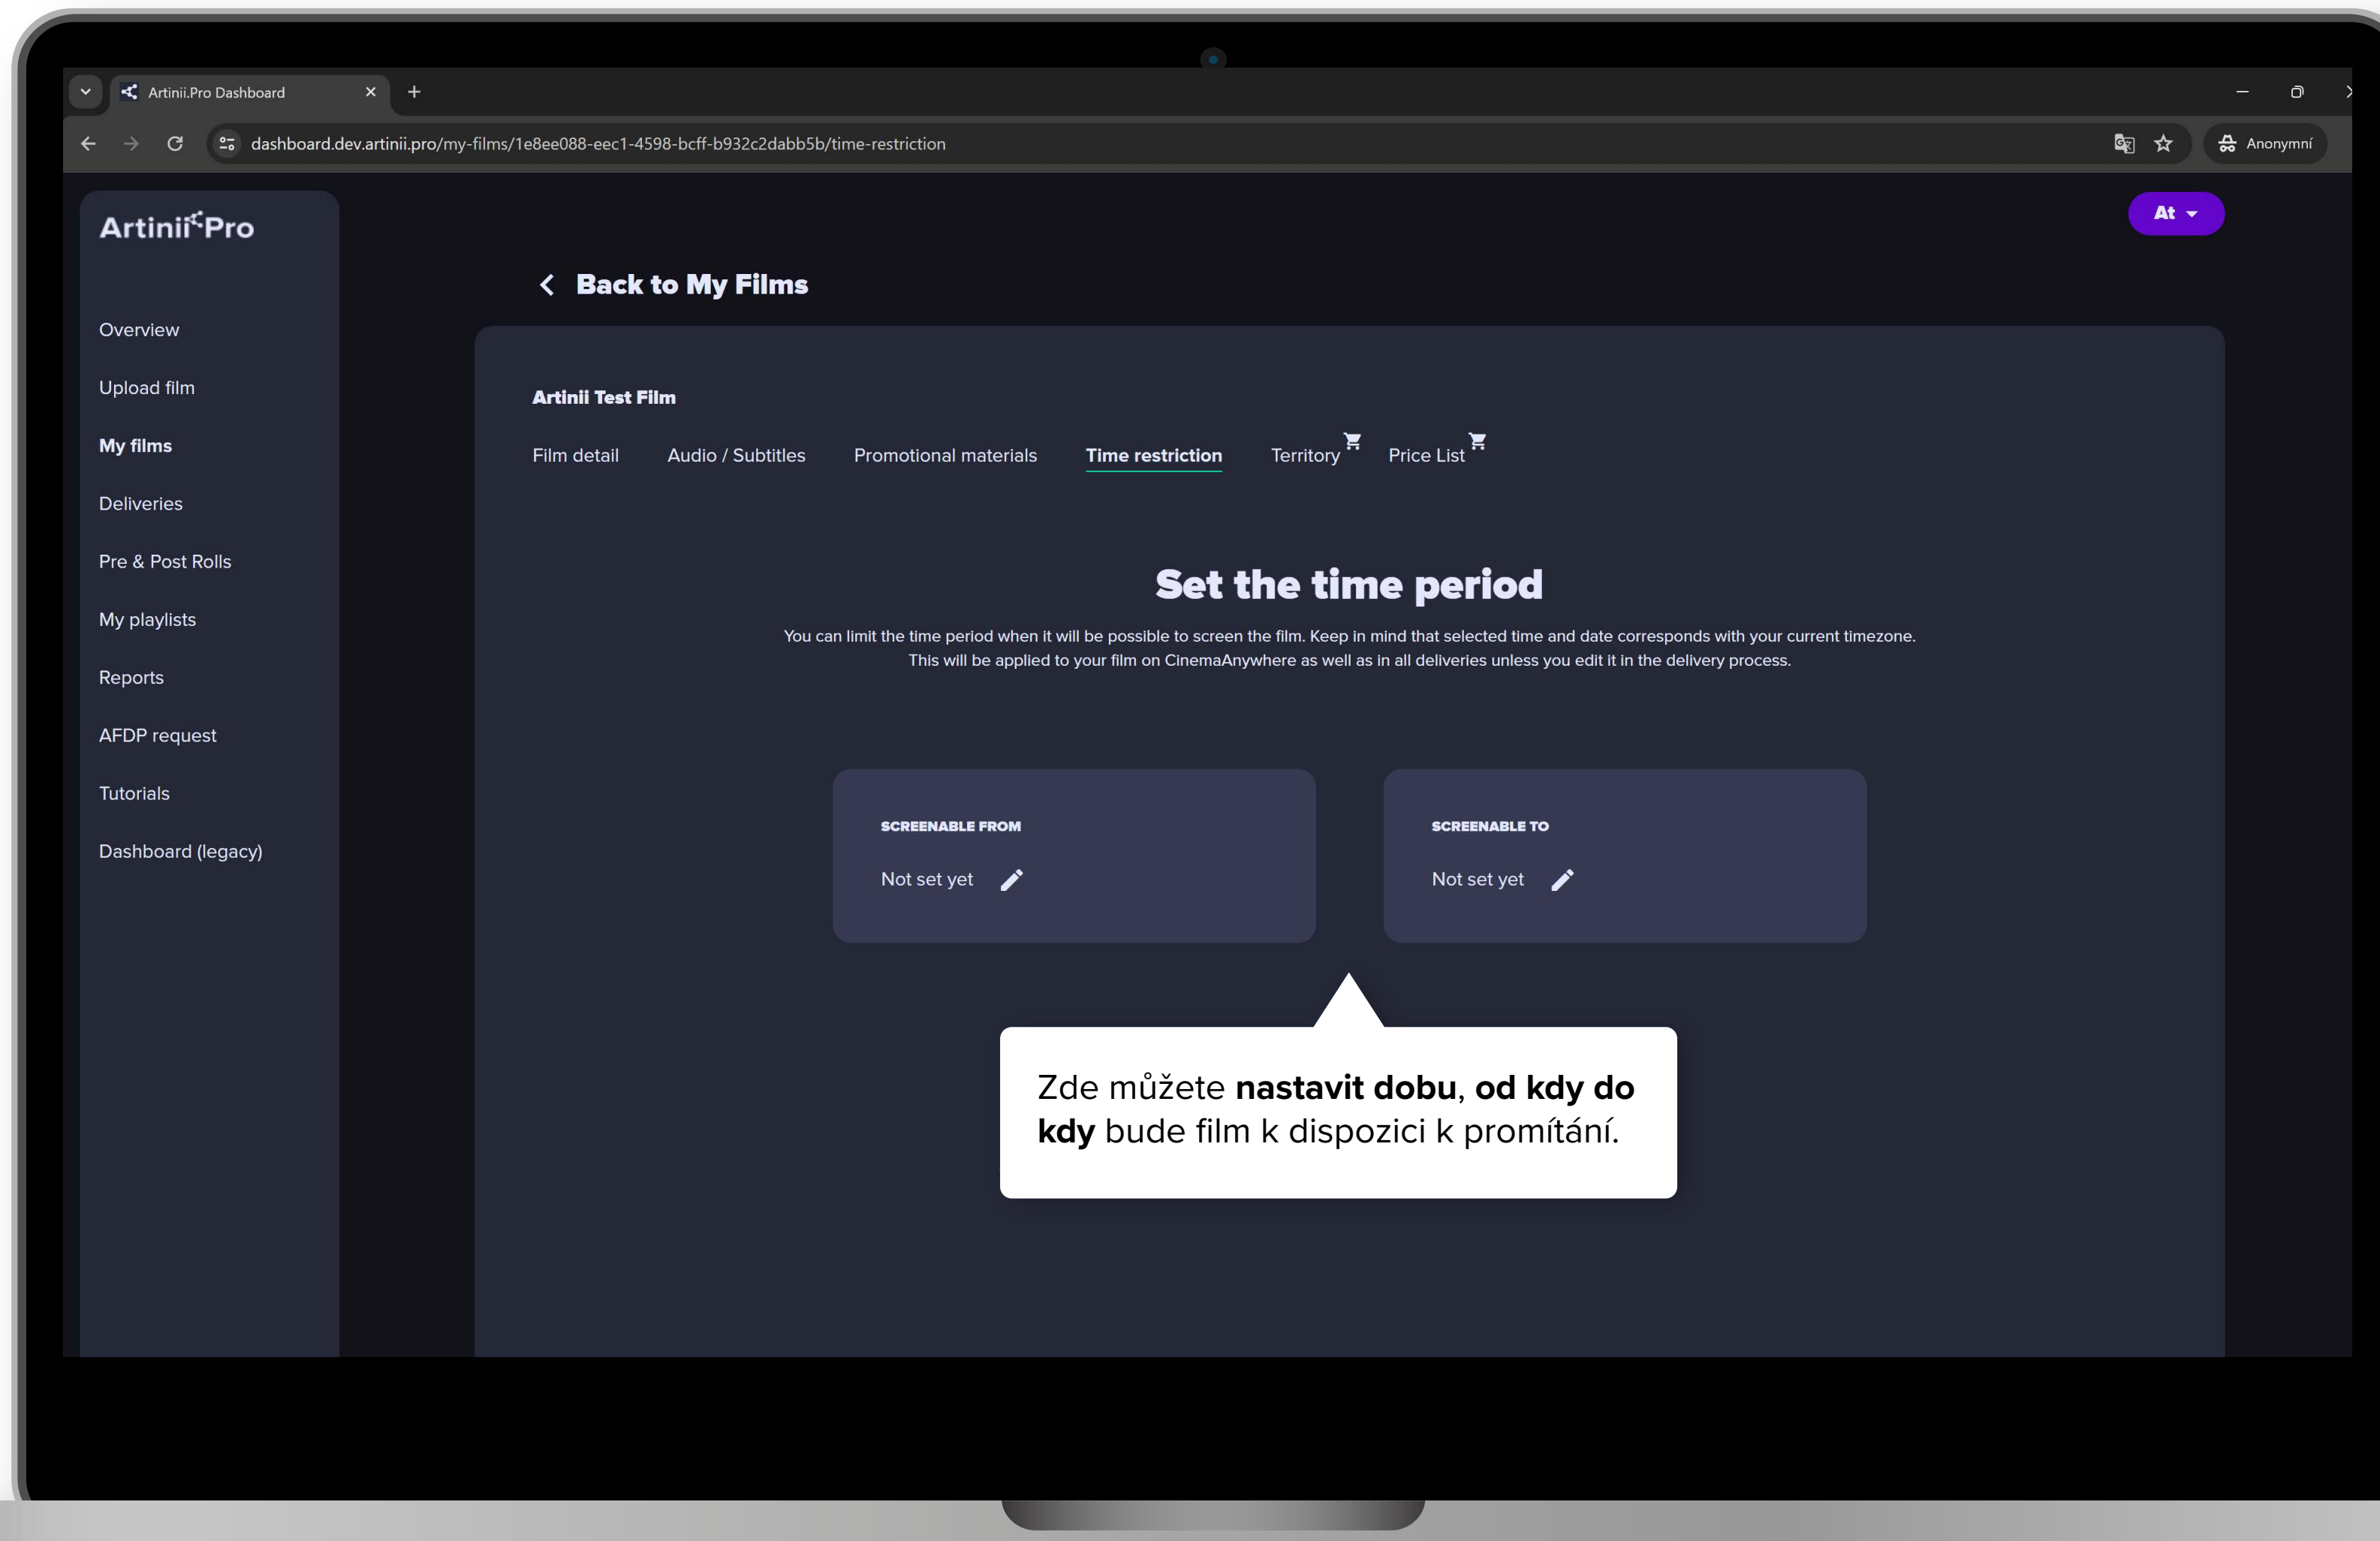 Artinii.Pro Dashboard
dashboard.dev.artinii.pro/my-films/1e8ee088-eec1-4598-bcff-b932c2dabb5b/time-restriction
Anonymní
Artinii Pro
At
Back to My Films
Overview
Upload film
My films
Deliveries
Pre & Post Rolls
My playlists
Reports
AFDP request
Tutorials
Dashboard (legacy)
Artinii Test Film
Film detail Audio / Subtitles Promotional materials Time restriction Territory Price List
Set the time period
You can limit the time period when it will be possible to screen the film. Keep in mind that selected time and date corresponds with your current timezone.
This will be applied to your film on CinemaAnywhere as well as in all deliveries unless you edit it in the delivery process.
SCREENABLE FROM
Not set yet
SCREENABLE TO
Not set yet
Zde můžete nastavit dobu, od kdy do
kdy bude film k dispozici k promítání.